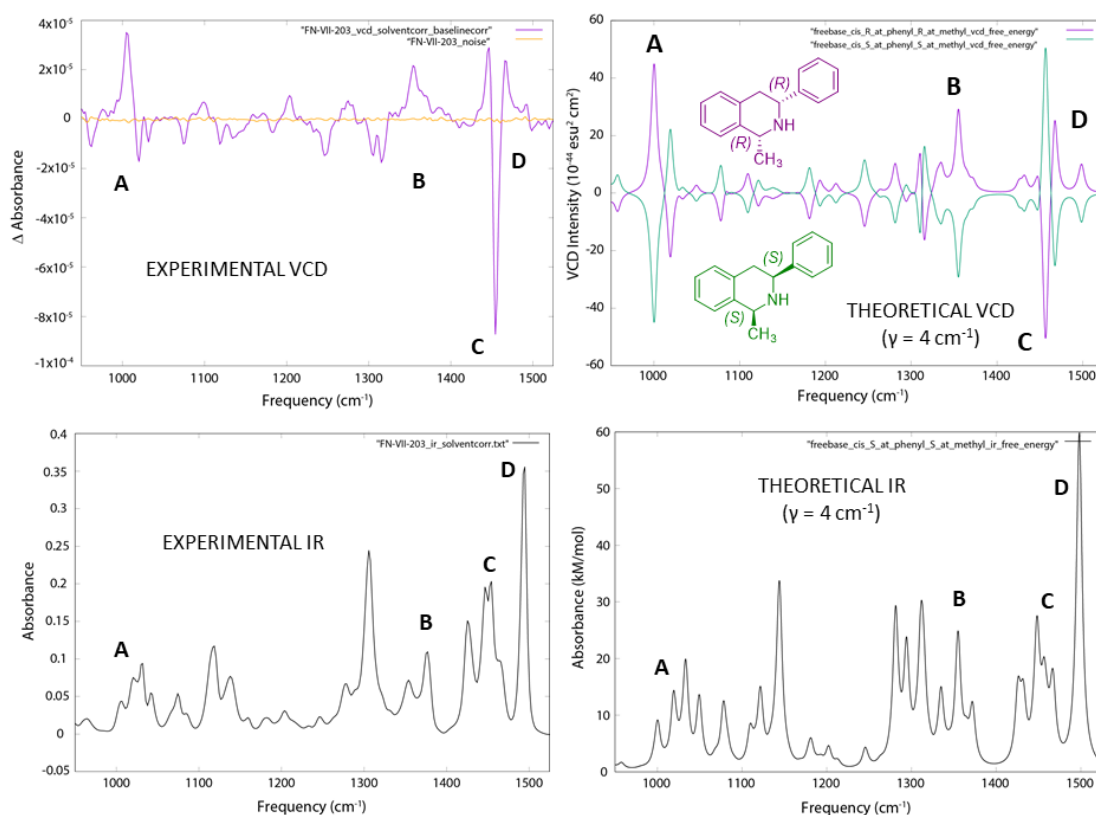 4x10⁻⁵
2x10⁻⁵
0
-2x10⁻⁵
-4x10⁻⁵
-6x10⁻⁵
-8x10⁻⁵
-1x10⁻⁴
Δ Absorbance
"FN-VII-203_vcd_solventcorr_baselinecorr"
"FN-VII-203_noise"
A
B
D
C
EXPERIMENTAL VCD
1000 1100 1200 1300 1400 1500
Frequency (cm⁻¹)
60
40
20
0
-20
-40
-60
VCD Intensity (10⁻⁴⁴ esu² cm²)
"freebase_cis_R_at_phenyl_R_at_methyl_vcd_free_energy"
"freebase_cis_S_at_phenyl_S_at_methyl_vcd_free_energy"
A
B
D
(R)
NH
(R)
CH₃
(S)
NH
(S)
CH₃
THEORETICAL VCD
(γ = 4 cm⁻¹)
C
1000 1100 1200 1300 1400 1500
Frequency (cm⁻¹)
0.4
0.35
0.3
0.25
0.2
0.15
0.1
0.05
0
-0.05
Absorbance
"FN-VII-203_ir_solventcorr.txt"
D
EXPERIMENTAL IR
C
B
A
1000 1100 1200 1300 1400 1500
Frequency (cm⁻¹)
60
50
40
30
20
10
0
Absorbance (kM/mol)
"freebase_cis_S_at_phenyl_S_at_methyl_ir_free_energy"
D
THEORETICAL IR
(γ = 4 cm⁻¹)
B
C
A
1000 1100 1200 1300 1400 1500
Frequency (cm⁻¹)